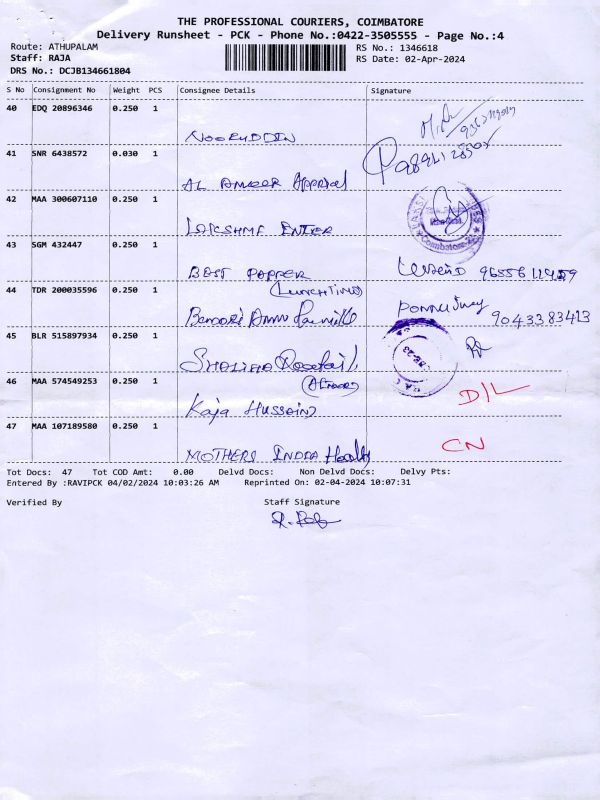 THE PROFESSIONAL COURIERS, COIMBATORE
Delivery Runsheet - PCK - Phone No.:0422-3505555 - Page No.:4
Route: ATHUPALAM
RS No.: 1346618
Staff: RAJA
RS Date: 02-Apr-2024
DRS No.: DCJB134661804
S No Consignment No Weight PCS Consignee Details Signature
40 EDQ 20896346 0.250 1
NOORUDDIN
41 SNR 6438572 0.030 1
AL AMEER
42 MAA 300607110 0.250 1
LAKSHMI ENTER
Coimbatore
43 SGM 432447 0.250 1
BEST PEPPER
44 TDR 200035596 0.250 1
(LUNCHTIME)
90433 83413
45 BLR 515897934 0.250 1
46 MAA 574549253 0.250 1
Kaja HUSSAIN
D/L
47 MAA 107189580 0.250 1
MOTHERS INDIA
CN
Tot Docs: 47 Tot COD Amt: 0.00 Delvd Docs: Non Delvd Docs: Delvy Pts:
Entered By :RAVIPCK 04/02/2024 10:03:26 AM Reprinted On: 02-04-2024 10:07:31
Verified By Staff Signature